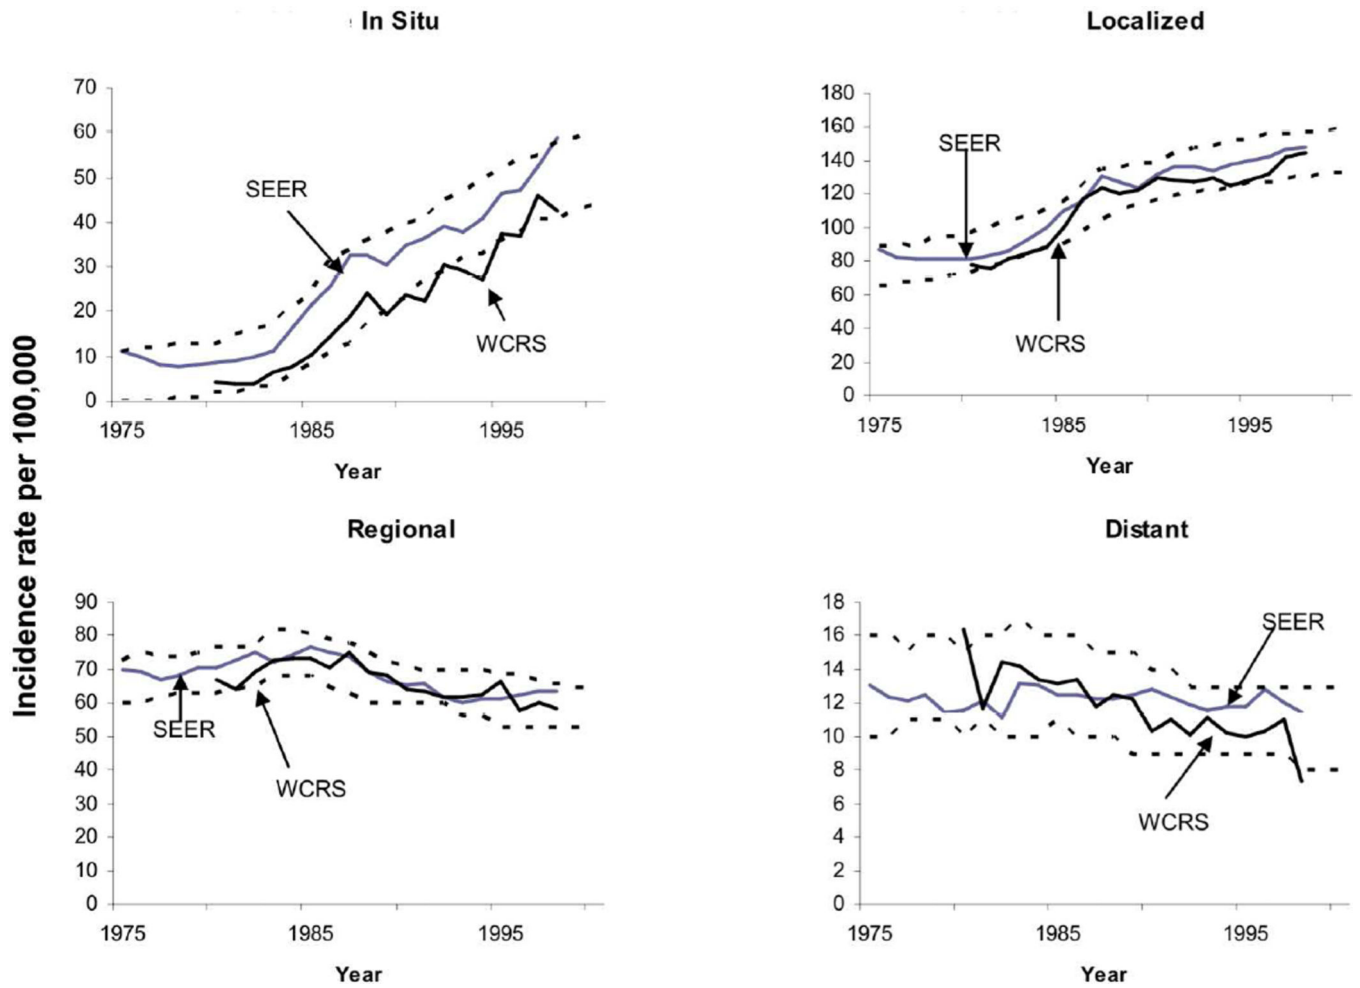 In Situ
70
60
50
40
30
20
10
0
SEER
WCRS
1975 1985 1995
Year
Localized
180
160
140
120
100
80
60
40
20
0
SEER
WCRS
1975 1985 1995
Year
Incidence rate per 100,000
Regional
90
80
70
60
50
40
30
20
10
0
SEER
WCRS
1975 1985 1995
Year
Distant
18
16
14
12
10
8
6
4
2
0
SEER
WCRS
1975 1985 1995
Year